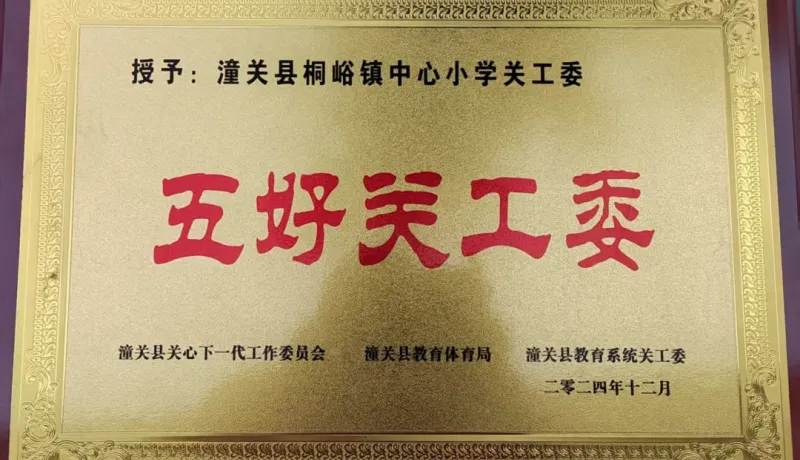 授予：潼关县桐峪镇中心小学关工委
五好关工委
潼关县关心下一代工作委员会 潼关县教育体育局 潼关县教育系统关工委
二零二四年十二月